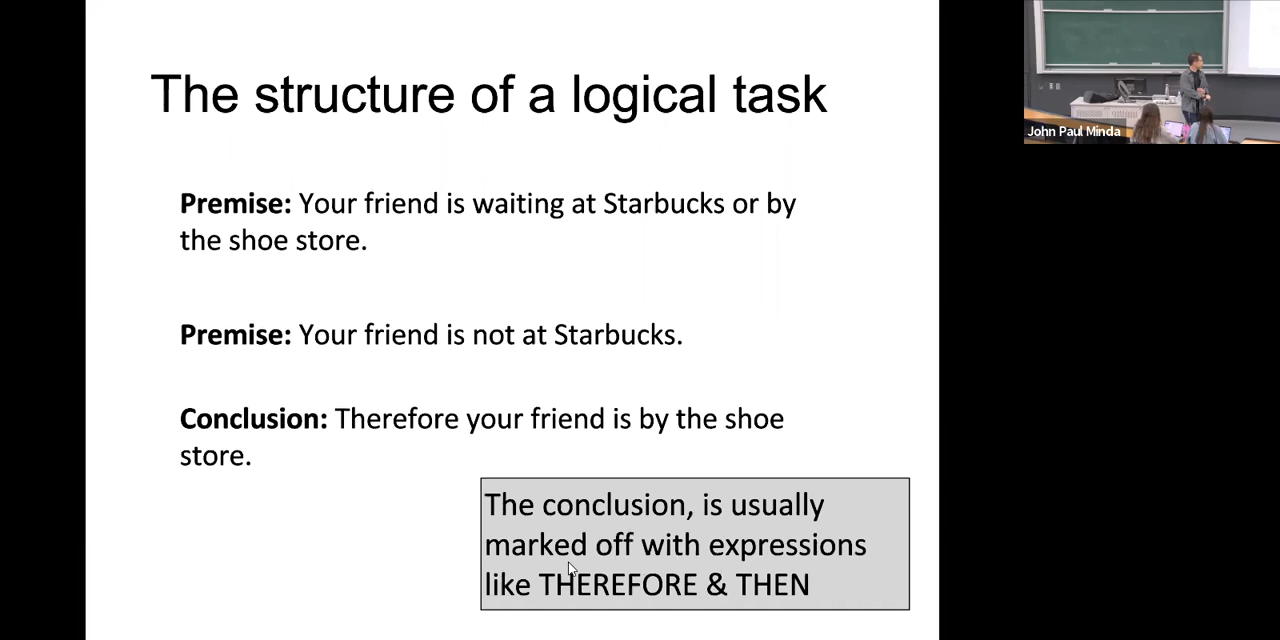 The structure of a logical task
Premise: Your friend is waiting at Starbucks or by
the shoe store.
Premise: Your friend is not at Starbucks.
Conclusion: Therefore your friend is by the shoe
store.
The conclusion, is usually
marked off with expressions
like THEREFORE & THEN
John Paul Minda